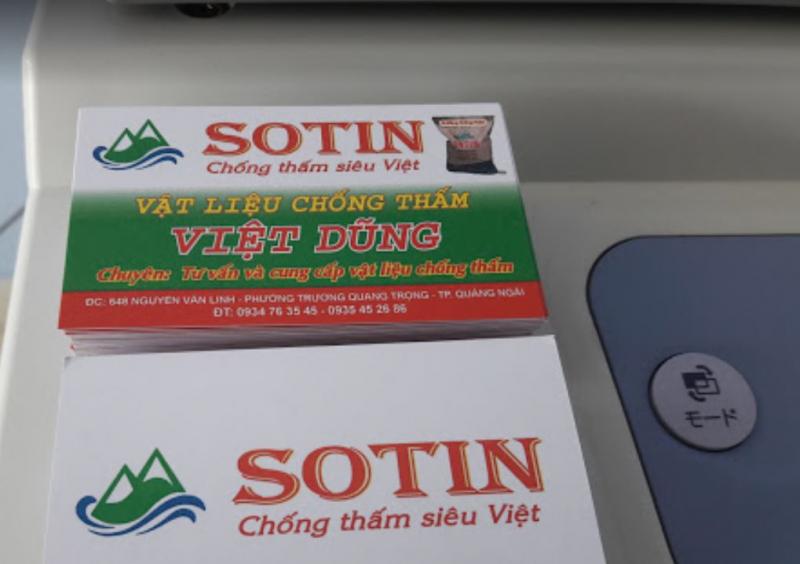 SOTIN
Chống thấm siêu Việt
VẬT LIỆU CHỐNG THẤM
VIỆT DŨNG
Chuyên: Tư vấn và cung cấp vật liệu chống thấm
ĐC: 648 NGUYỄN VĂN LINH - PHƯỜNG TRƯƠNG QUANG TRỌNG - TP. QUẢNG NGÃI
ĐT: 0934 76 35 45 - 0935 45 26 86
SOTIN
Chống thấm siêu Việt
モード